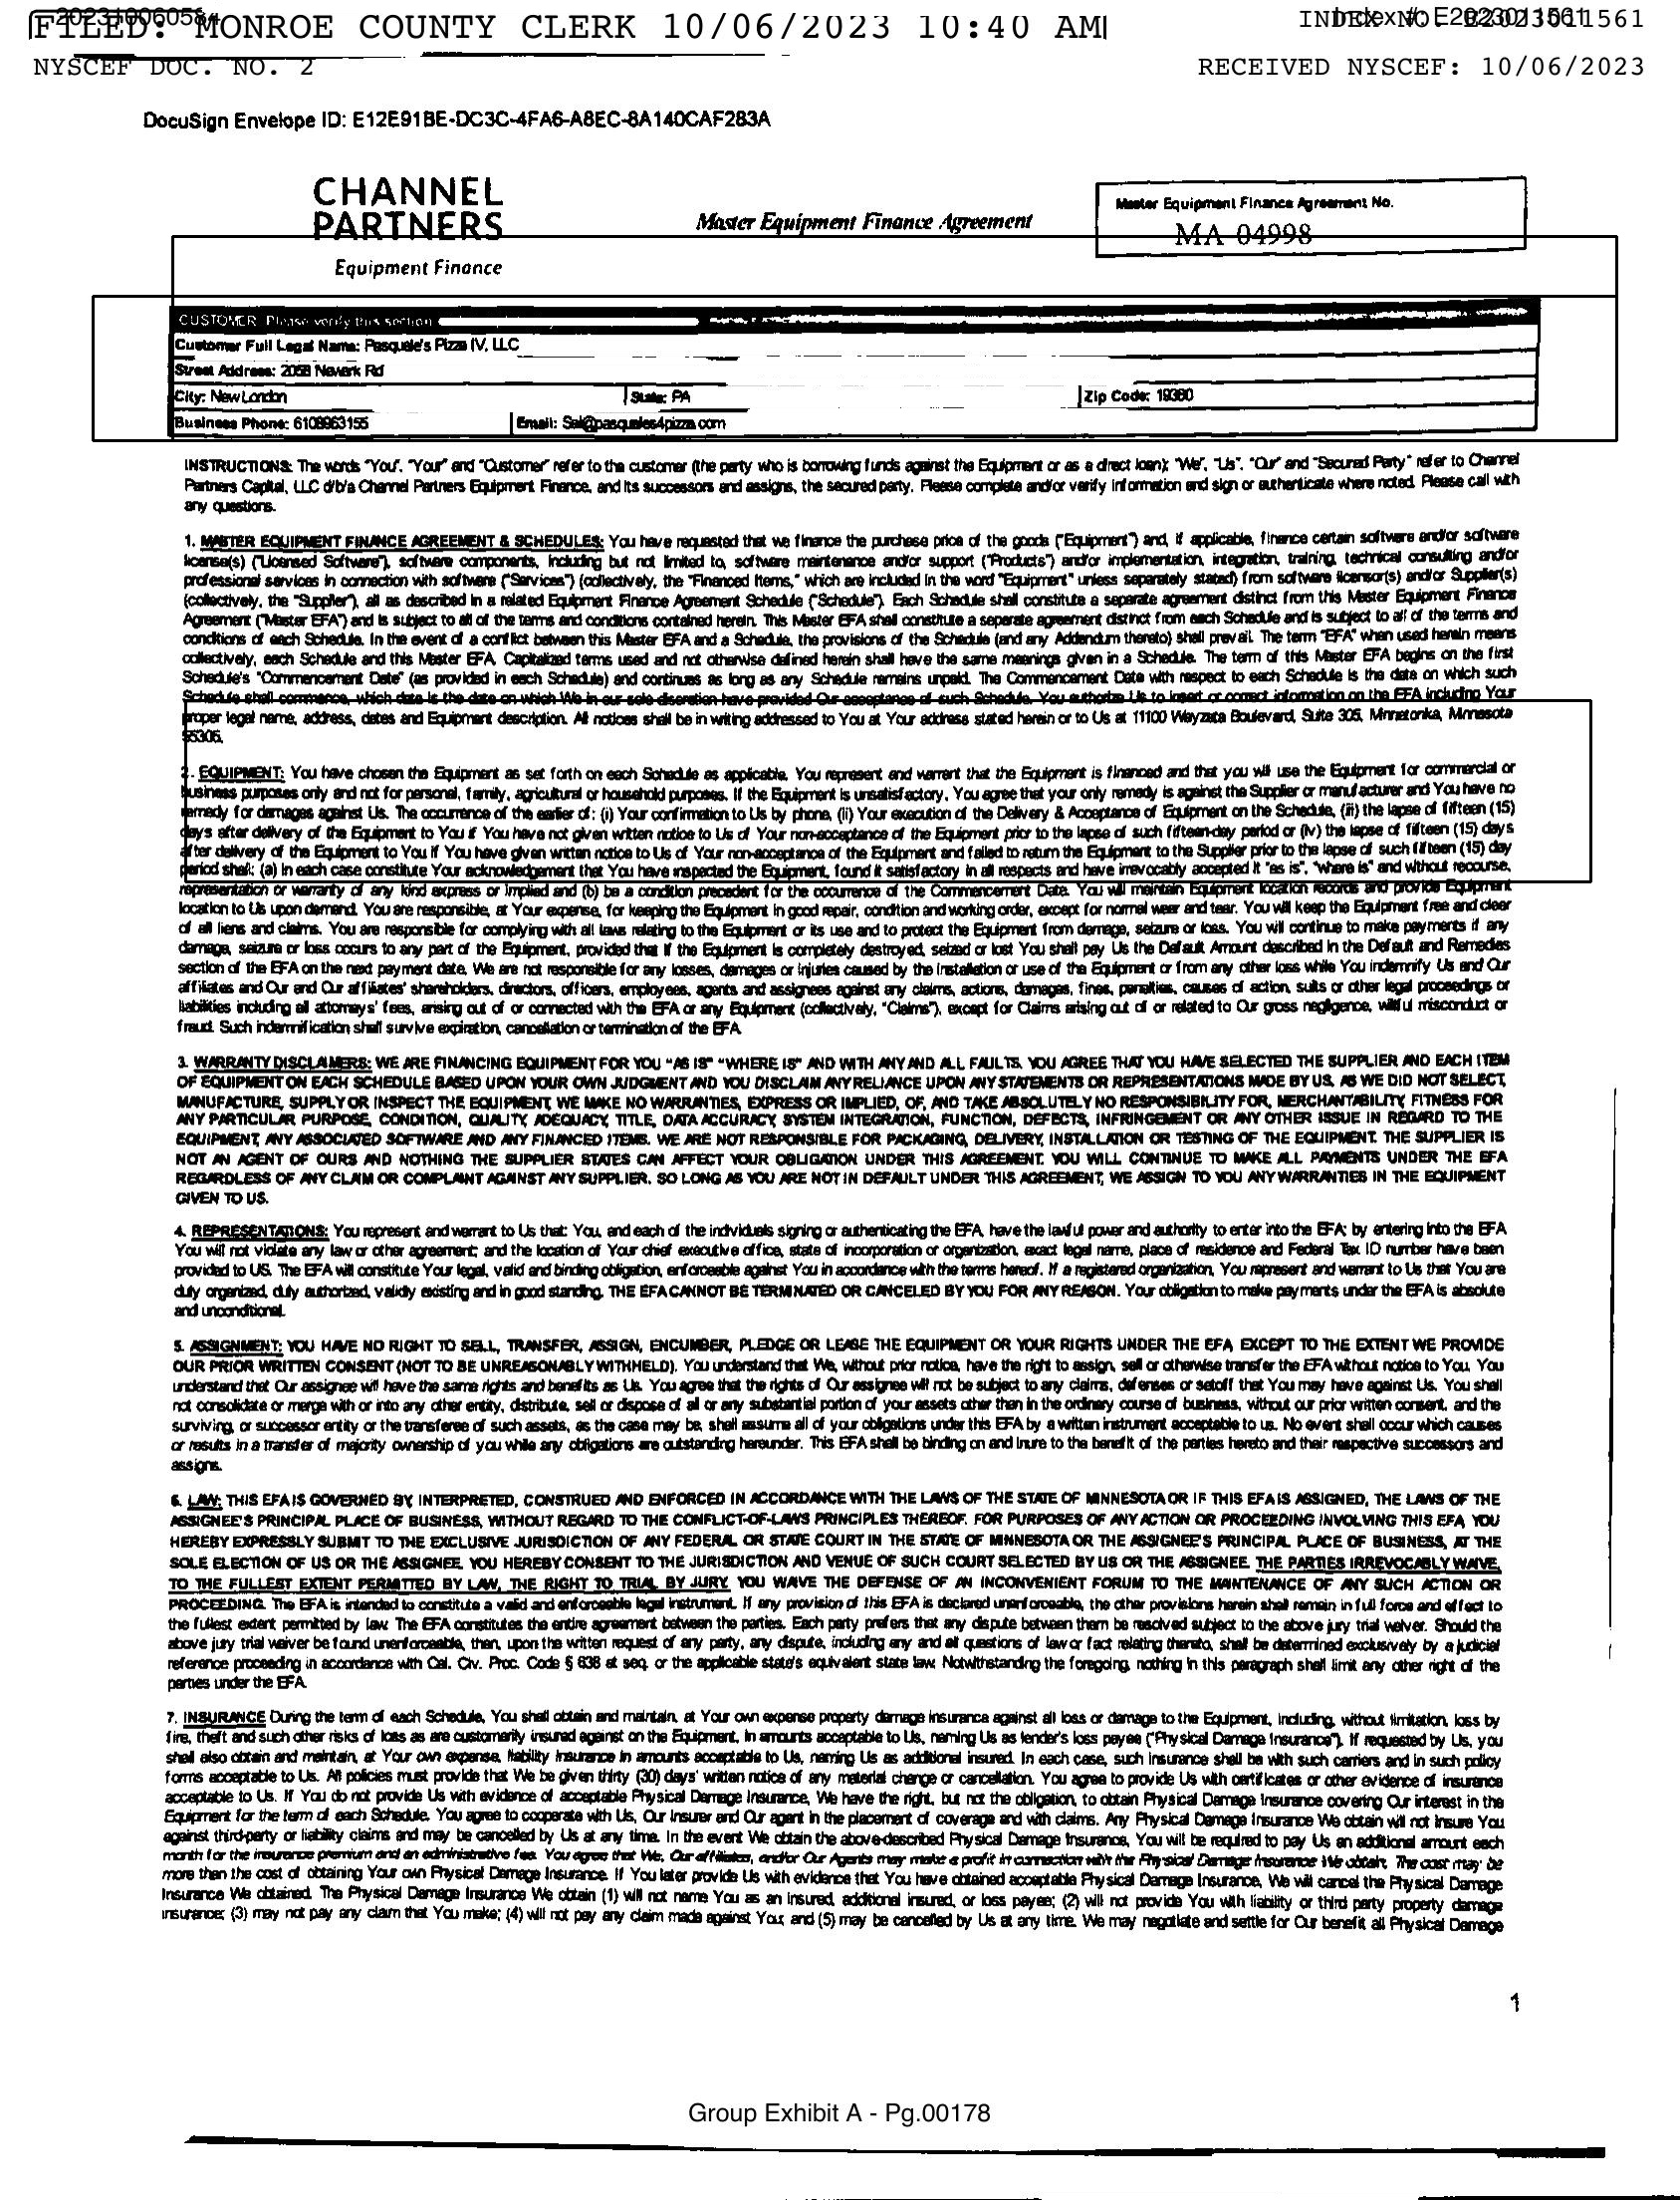 202310060584
FILED: MONROE COUNTY CLERK 10/06/2023 10:40 AM
INDEX NO. E2023011561
Index #: E2023011561
NYSCEF DOC. NO. 2
RECEIVED NYSCEF: 10/06/2023
DocuSign Envelope ID: E12E91BE-DC3C-4FA6-A8EC-8A140CAF283A
CHANNEL
PARTNERS
Equipment Finance
Master Equipment Finance Agreement
Master Equipment Finance Agreement No.
MA 04998
CUSTOMER Please verify this section
Customer Full Legal Name: Pasquale's Pizza IV, LLC
Street Address: 2058 Newark Rd
City: New London State: PA Zip Code: 19360
Business Phone: 6108963155 Email: Sal@pasquales4pizza.com
INSTRUCTIONS: The words "You", "Your" and "Customer" refer to the customer (the party who is borrowing funds against the Equipment or as a direct loan); "We", "Us", "Our" and "Secured Party" refer to Channel
Partners Capital, LLC d/b/a Channel Partners Equipment Finance, and its successors and assigns, the secured party. Please complete and/or verify information and sign or authenticate where noted. Please call with
any questions.
1. MASTER EQUIPMENT FINANCE AGREEMENT & SCHEDULES: You have requested that we finance the purchase price of the goods ("Equipment") and, if applicable, finance certain software and/or software
license(s) ("Licensed Software"), software components, including but not limited to, software maintenance and/or support ("Products") and/or implementation, integration, training, technical consulting and/or
professional services in connection with software ("Services") (collectively, the "Financed Items," which are included in the word "Equipment" unless separately stated) from software licensor(s) and/or Supplier(s)
(collectively, the "Supplier"), all as described in a related Equipment Finance Agreement Schedule ("Schedule"). Each Schedule shall constitute a separate agreement distinct from this Master Equipment Finance
Agreement ("Master EFA") and is subject to all of the terms and conditions contained herein. This Master EFA shall constitute a separate agreement distinct from each Schedule and is subject to all of the terms and
conditions of each Schedule. In the event of a conflict between this Master EFA and a Schedule, the provisions of the Schedule (and any Addendum thereto) shall prevail. The term "EFA" when used herein means
collectively, each Schedule and this Master EFA. Capitalized terms used and not otherwise defined herein shall have the same meanings given in a Schedule. The term of this Master EFA begins on the first
Schedule's "Commencement Date" (as provided in each Schedule) and continues as long as any Schedule remains unpaid. The Commencement Date with respect to each Schedule is the date on which such
Schedule shall commence, which date is the date on which We in our sole discretion have provided Our acceptance of such Schedule. You authorize Us to insert or correct information on the EFA including Your
proper legal name, address, dates and Equipment description. All notices shall be in writing addressed to You at Your address stated herein or to Us at 11100 Wayzata Boulevard, Suite 305, Minnetonka, Minnesota
55305.
2. EQUIPMENT: You have chosen the Equipment as set forth on each Schedule as applicable. You represent and warrant that the Equipment is financed and that you will use the Equipment for commercial or
business purposes only and not for personal, family, agricultural or household purposes. If the Equipment is unsatisfactory, You agree that your only remedy is against the Supplier or manufacturer and You have no
remedy for damages against Us. The occurrence of the earlier of: (i) Your confirmation to Us by phone, (ii) Your execution of the Delivery & Acceptance of Equipment on the Schedule, (iii) the lapse of fifteen (15)
days after delivery of the Equipment to You if You have not given written notice to Us of Your non-acceptance of the Equipment prior to the lapse of such fifteen-day period or (iv) the lapse of fifteen (15) days
after delivery of the Equipment to You if You have given written notice to Us of Your non-acceptance of the Equipment and failed to return the Equipment to the Supplier prior to the lapse of such fifteen (15) day
period shall: (a) in each case constitute Your acknowledgement that You have inspected the Equipment, found it satisfactory in all respects and have irrevocably accepted it "as is", "where is" and without recourse,
representation or warranty of any kind express or implied and (b) be a condition precedent for the occurrence of the Commencement Date. You will maintain Equipment location records and provide Equipment
location to Us upon demand. You are responsible, at Your expense, for keeping the Equipment in good repair, condition and working order, except for normal wear and tear. You will keep the Equipment free and clear
of all liens and claims. You are responsible for complying with all laws relating to the Equipment or its use and to protect the Equipment from damage, seizure or loss. You will continue to make payments if any
damage, seizure or loss occurs to any part of the Equipment, provided that if the Equipment is completely destroyed, seized or lost You shall pay Us the Default Amount described in the Default and Remedies
section of the EFA on the next payment date. We are not responsible for any losses, damages or injuries caused by the installation or use of the Equipment or from any other loss while You indemnify Us and Our
affiliates and Our and Our affiliates' shareholders, directors, officers, employees, agents and assignees against any claims, actions, damages, fines, penalties, causes of action, suits or other legal proceedings or
liabilities including all attorneys' fees, arising out of or connected with the EFA or any Equipment (collectively, "Claims"), except for Claims arising out of or related to Our gross negligence, willful misconduct or
fraud. Such indemnification shall survive expiration, cancellation or termination of the EFA.
3. WARRANTY DISCLAIMERS: WE ARE FINANCING EQUIPMENT FOR YOU "AS IS" "WHERE IS" AND WITH ANY AND ALL FAULTS. YOU AGREE THAT YOU HAVE SELECTED THE SUPPLIER AND EACH ITEM
OF EQUIPMENT ON EACH SCHEDULE BASED UPON YOUR OWN JUDGMENT AND YOU DISCLAIM ANY RELIANCE UPON ANY STATEMENTS OR REPRESENTATIONS MADE BY US. AS WE DID NOT SELECT,
MANUFACTURE, SUPPLY OR INSPECT THE EQUIPMENT, WE MAKE NO WARRANTIES, EXPRESS OR IMPLIED, OF, AND TAKE ABSOLUTELY NO RESPONSIBILITY FOR, MERCHANTABILITY, FITNESS FOR
ANY PARTICULAR PURPOSE, CONDITION, QUALITY, ADEQUACY, TITLE, DATA ACCURACY, SYSTEM INTEGRATION, FUNCTION, DEFECTS, INFRINGEMENT OR ANY OTHER ISSUE IN REGARD TO THE
EQUIPMENT, ANY ASSOCIATED SOFTWARE AND ANY FINANCED ITEMS. WE ARE NOT RESPONSIBLE FOR PACKAGING, DELIVERY, INSTALLATION OR TESTING OF THE EQUIPMENT. THE SUPPLIER IS
NOT AN AGENT OF OURS AND NOTHING THE SUPPLIER STATES CAN AFFECT YOUR OBLIGATION UNDER THIS AGREEMENT. YOU WILL CONTINUE TO MAKE ALL PAYMENTS UNDER THE EFA
REGARDLESS OF ANY CLAIM OR COMPLAINT AGAINST ANY SUPPLIER. SO LONG AS YOU ARE NOT IN DEFAULT UNDER THIS AGREEMENT, WE ASSIGN TO YOU ANY WARRANTIES IN THE EQUIPMENT
GIVEN TO US.
4. REPRESENTATIONS: You represent and warrant to Us that: You, and each of the individuals signing or authenticating the EFA, have the lawful power and authority to enter into the EFA; by entering into the EFA
You will not violate any law or other agreement; and the location of Your chief executive office, state of incorporation or organization, exact legal name, place of residence and Federal Tax ID number have been
provided to US. The EFA will constitute Your legal, valid and binding obligation, enforceable against You in accordance with the terms hereof. If a registered organization, You represent and warrant to Us that You are
duly organized, duly authorized, validly existing and in good standing. THE EFA CANNOT BE TERMINATED OR CANCELED BY YOU FOR ANY REASON. Your obligation to make payments under the EFA is absolute
and unconditional.
5. ASSIGNMENT: YOU HAVE NO RIGHT TO SELL, TRANSFER, ASSIGN, ENCUMBER, PLEDGE OR LEASE THE EQUIPMENT OR YOUR RIGHTS UNDER THE EFA, EXCEPT TO THE EXTENT WE PROVIDE
OUR PRIOR WRITTEN CONSENT (NOT TO BE UNREASONABLY WITHHELD). You understand that We, without prior notice, have the right to assign, sell or otherwise transfer the EFA without notice to You. You
understand that Our assignee will have the same rights and benefits as Us. You agree that the rights of Our assignee will not be subject to any claims, defenses or setoff that You may have against Us. You shall
not consolidate or merge with or into any other entity, distribute, sell or dispose of all or any substantial portion of your assets other than in the ordinary course of business, without our prior written consent, and the
surviving, or successor entity or the transferee of such assets, as the case may be, shall assume all of your obligations under this EFA by a written instrument acceptable to us. No event shall occur which causes
or results in a transfer of majority ownership of you while any obligations are outstanding hereunder. This EFA shall be binding on and inure to the benefit of the parties hereto and their respective successors and
assigns.
6. LAW: THIS EFA IS GOVERNED BY, INTERPRETED, CONSTRUED AND ENFORCED IN ACCORDANCE WITH THE LAWS OF THE STATE OF MINNESOTA OR IF THIS EFA IS ASSIGNED, THE LAWS OF THE
ASSIGNEE'S PRINCIPAL PLACE OF BUSINESS, WITHOUT REGARD TO THE CONFLICT-OF-LAWS PRINCIPLES THEREOF. FOR PURPOSES OF ANY ACTION OR PROCEEDING INVOLVING THIS EFA, YOU
HEREBY EXPRESSLY SUBMIT TO THE EXCLUSIVE JURISDICTION OF ANY FEDERAL OR STATE COURT IN THE STATE OF MINNESOTA OR THE ASSIGNEE'S PRINCIPAL PLACE OF BUSINESS, AT THE
SOLE ELECTION OF US OR THE ASSIGNEE. YOU HEREBY CONSENT TO THE JURISDICTION AND VENUE OF SUCH COURT SELECTED BY US OR THE ASSIGNEE. THE PARTIES IRREVOCABLY WAIVE,
TO THE FULLEST EXTENT PERMITTED BY LAW, THE RIGHT TO TRIAL BY JURY. YOU WAIVE THE DEFENSE OF AN INCONVENIENT FORUM TO THE MAINTENANCE OF ANY SUCH ACTION OR
PROCEEDING. The EFA is intended to constitute a valid and enforceable legal instrument. If any provision of this EFA is declared unenforceable, the other provisions herein shall remain in full force and effect to
the fullest extent permitted by law. The EFA constitutes the entire agreement between the parties. Each party prefers that any dispute between them be resolved subject to the above jury trial waiver. Should the
above jury trial waiver be found unenforceable, then, upon the written request of any party, any dispute, including any and all questions of law or fact relating thereto, shall be determined exclusively by a judicial
reference proceeding in accordance with Cal. Civ. Proc. Code § 638 et seq. or the applicable state's equivalent state law. Notwithstanding the foregoing, nothing in this paragraph shall limit any other right of the
parties under the EFA.
7. INSURANCE During the term of each Schedule, You shall obtain and maintain, at Your own expense property damage insurance against all loss or damage to the Equipment, including, without limitation, loss by
fire, theft and such other risks of loss as are customarily insured against on the Equipment, in amounts acceptable to Us, naming Us as lender's loss payee ("Physical Damage Insurance"). If requested by Us, you
shall also obtain and maintain, at Your own expense, liability insurance in amounts acceptable to Us, naming Us as additional insured. In each case, such insurance shall be with such carriers and in such policy
forms acceptable to Us. All policies must provide that We be given thirty (30) days' written notice of any material change or cancellation. You agree to provide Us with certificates or other evidence of insurance
acceptable to Us. If You do not provide Us with evidence of acceptable Physical Damage Insurance, We have the right, but not the obligation, to obtain Physical Damage Insurance covering Our interest in the
Equipment for the term of each Schedule. You agree to cooperate with Us, Our Insurer and Our agent in the placement of coverage and with claims. Any Physical Damage Insurance We obtain will not insure You
against third-party or liability claims and may be cancelled by Us at any time. In the event We obtain the above-described Physical Damage Insurance, You will be required to pay Us an additional amount each
month for the insurance premium and an administrative fee. You agree that We, Our affiliates, and/or Our Agents may make a profit in connection with the Physical Damage Insurance We obtain. The cost may be
more than the cost of obtaining Your own Physical Damage Insurance. If You later provide Us with evidence that You have obtained acceptable Physical Damage Insurance, We will cancel the Physical Damage
Insurance We obtained. The Physical Damage Insurance We obtain (1) will not name You as an insured, additional insured, or loss payee; (2) will not provide You with liability or third party property damage
insurance; (3) may not pay any claim that You make; (4) will not pay any claim made against You; and (5) may be cancelled by Us at any time. We may negotiate and settle for Our benefit all Physical Damage
1
Group Exhibit A - Pg.00178